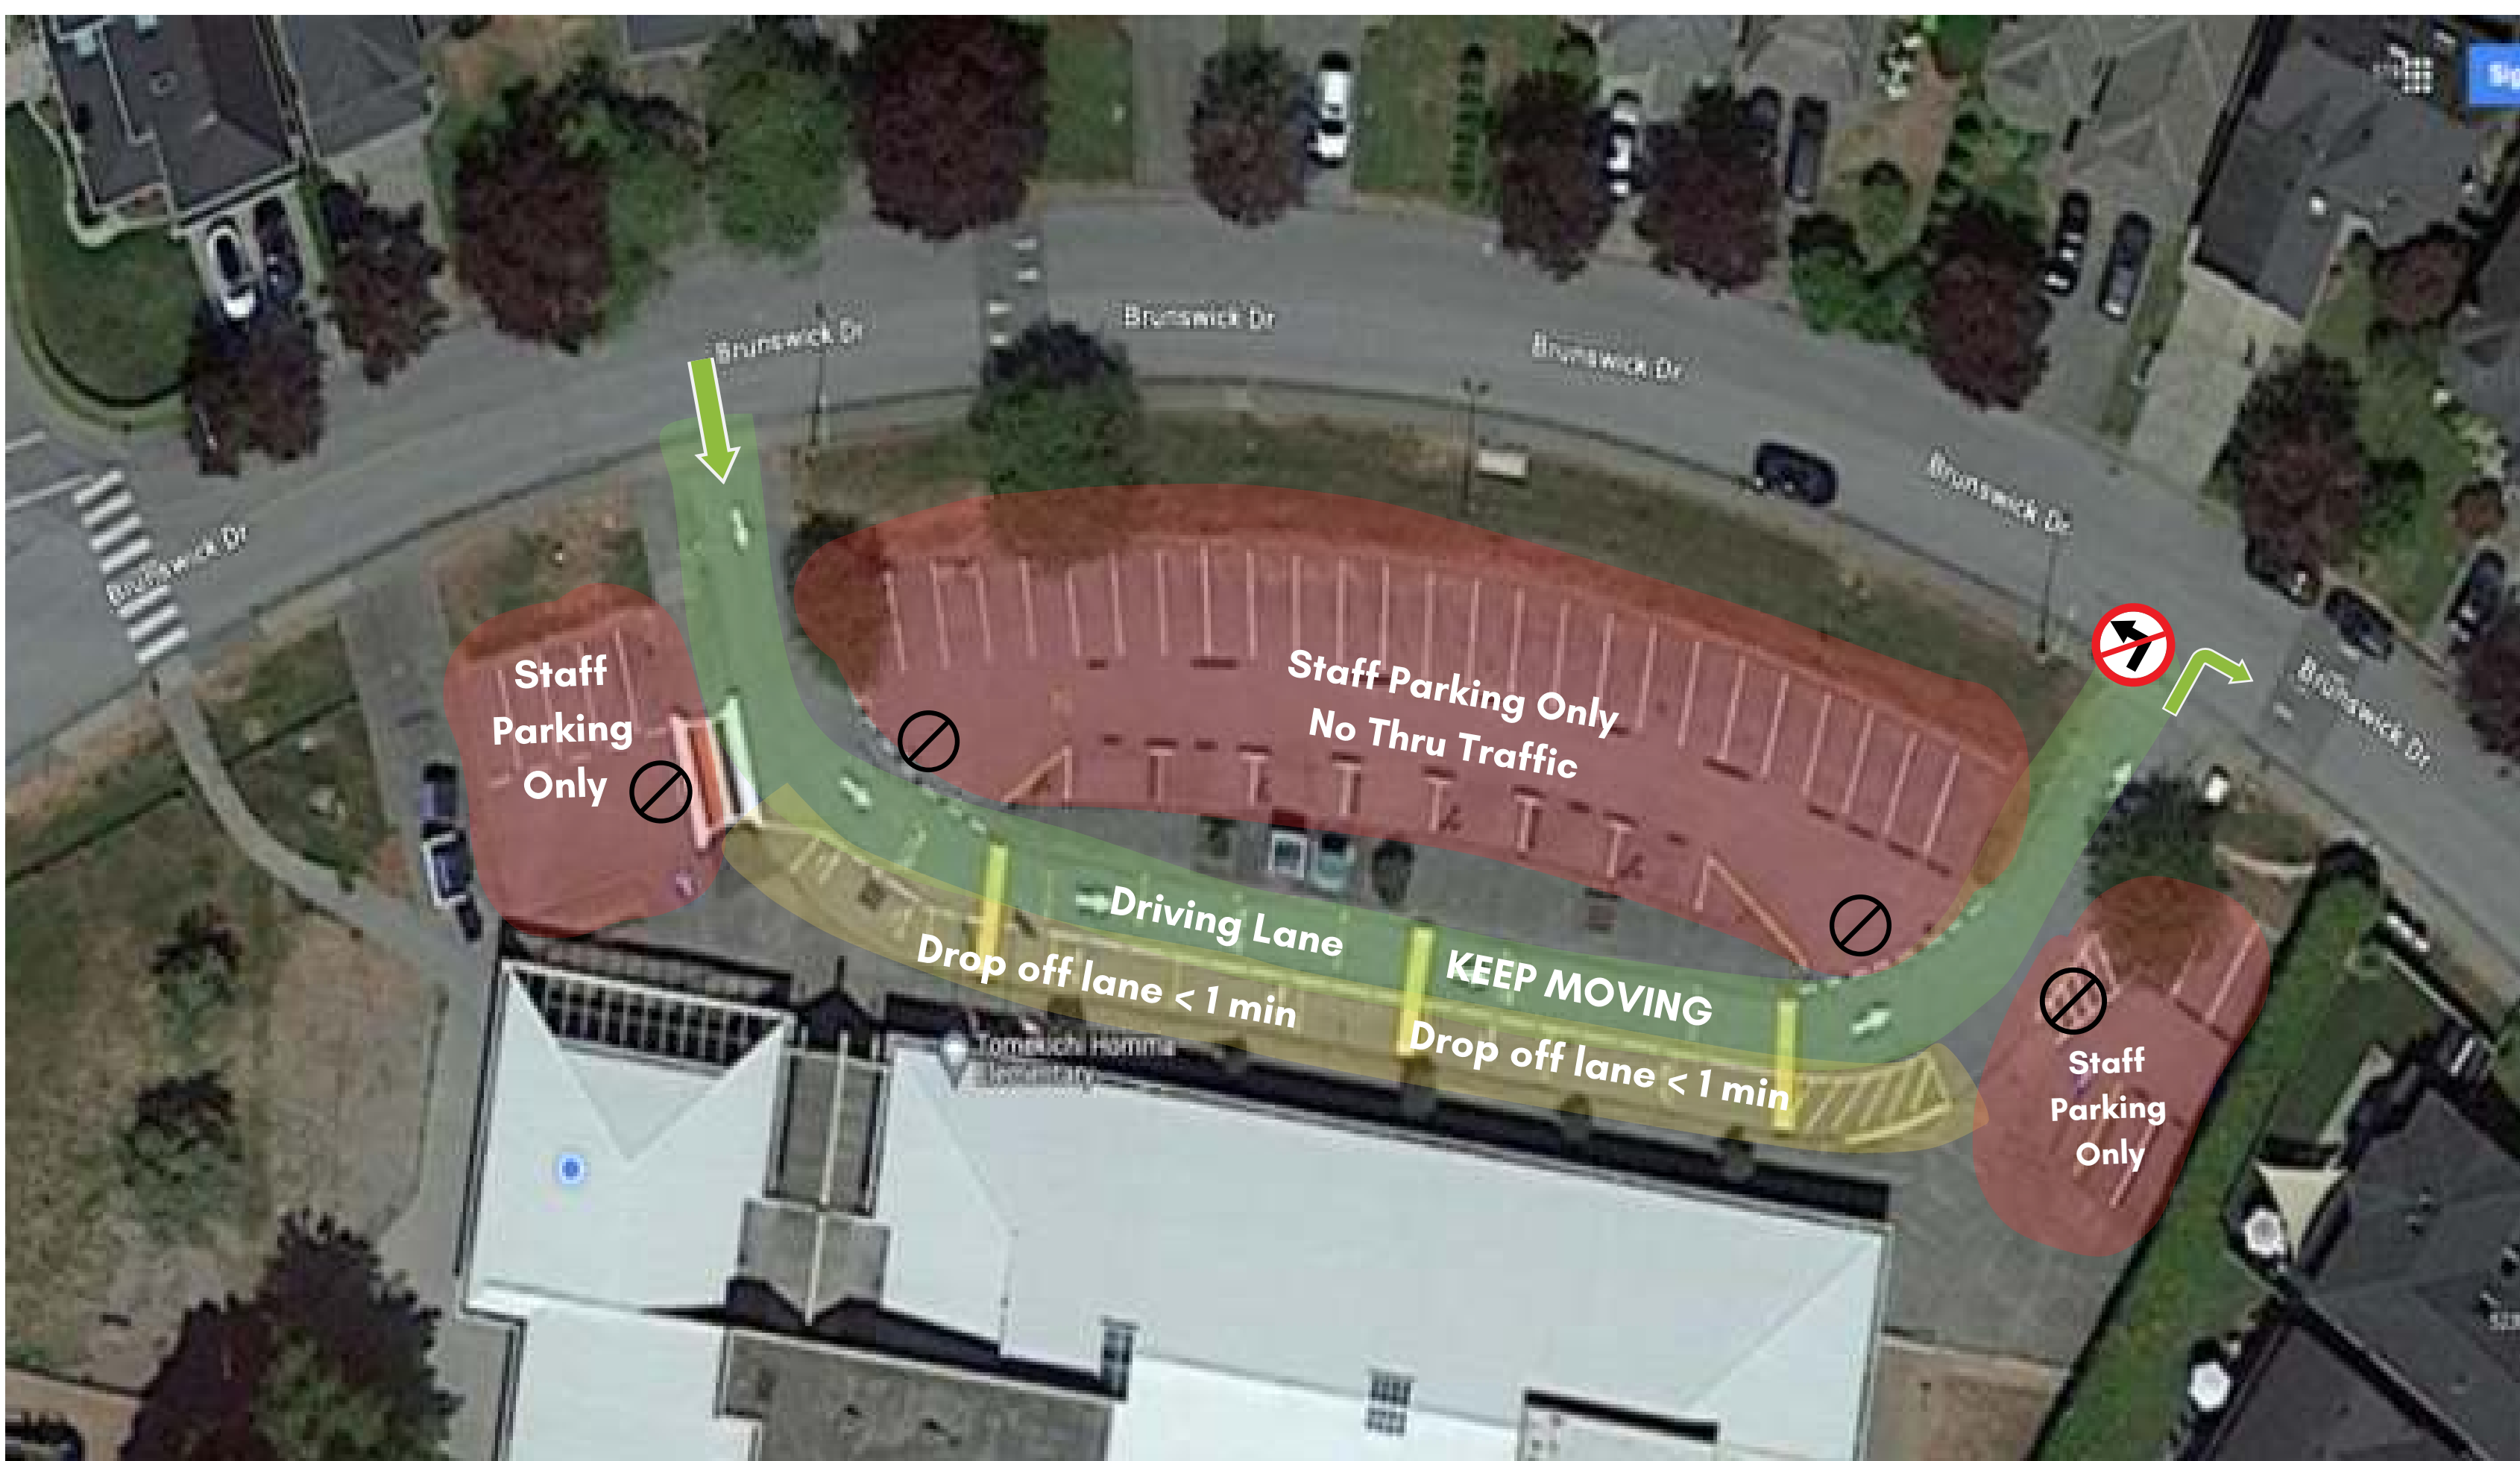 Sig
Brunswick Dr
Brunswick Dr
Brunswick Dr
Brunswick Dr
Brunswick Dr
Brunswick Dr
Staff
Parking
Only
Staff Parking Only
No Thru Traffic
Driving Lane
KEEP MOVING
Drop off lane < 1 min
Drop off lane < 1 min
Tomekichi Homma
Elementary
Staff
Parking
Only